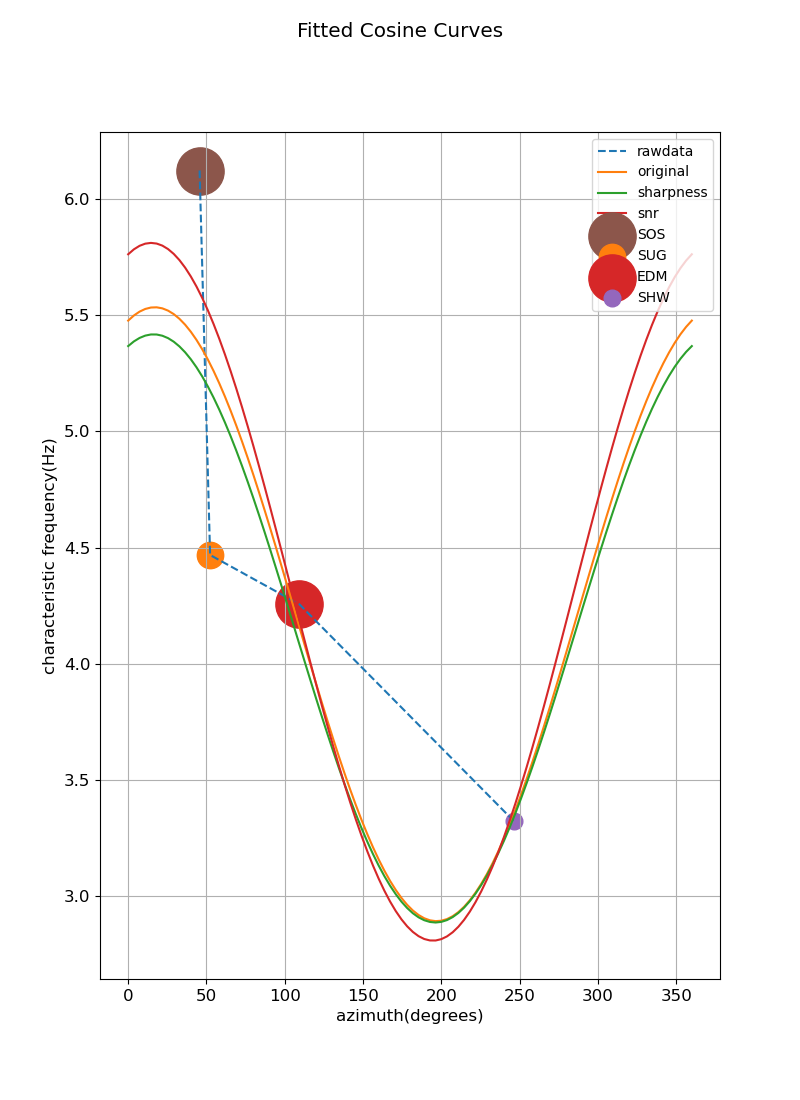 Fitted Cosine Curves
rawdata
original
sharpness
snr
SOS
SUG
EDM
SHW
characteristic frequency(Hz)
6.0
5.5
5.0
4.5
4.0
3.5
3.0
0 50 100 150 200 250 300 350
azimuth(degrees)